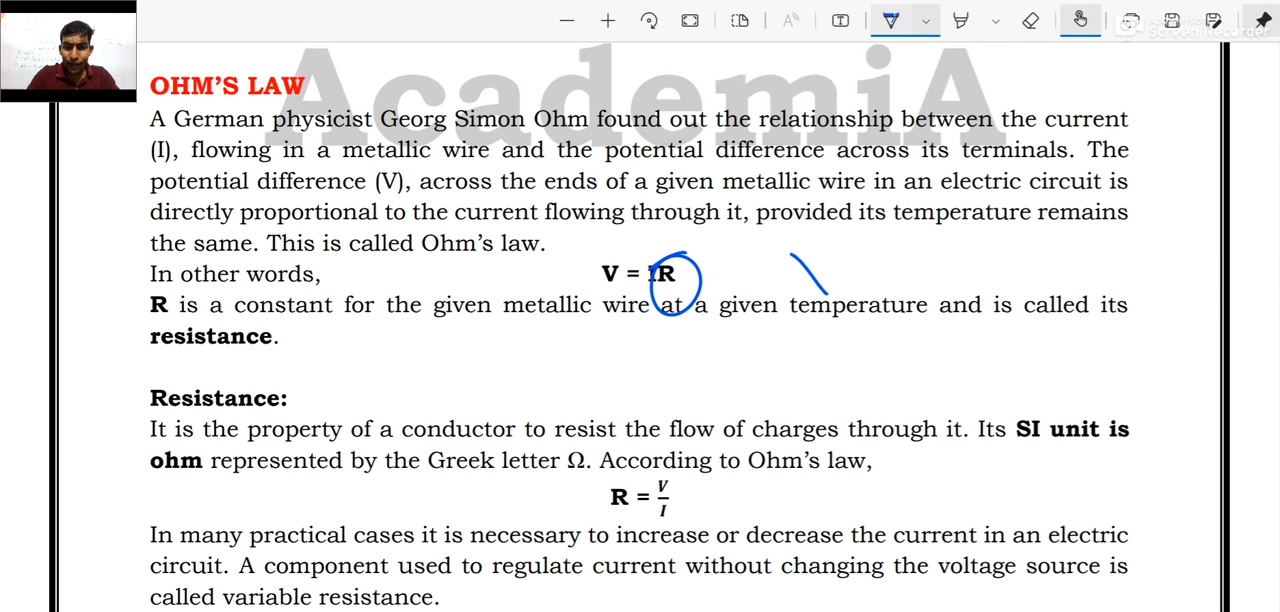 Screen Recorder
AcademiA
OHM'S LAW
A German physicist Georg Simon Ohm found out the relationship between the current
(I), flowing in a metallic wire and the potential difference across its terminals. The
potential difference (V), across the ends of a given metallic wire in an electric circuit is
directly proportional to the current flowing through it, provided its temperature remains
the same. This is called Ohm's law.
In other words,
V = IR
R is a constant for the given metallic wire at a given temperature and is called its
resistance.
Resistance:
It is the property of a conductor to resist the flow of charges through it. Its SI unit is
ohm represented by the Greek letter Ω. According to Ohm's law,
R = V/I
In many practical cases it is necessary to increase or decrease the current in an electric
circuit. A component used to regulate current without changing the voltage source is
called variable resistance.